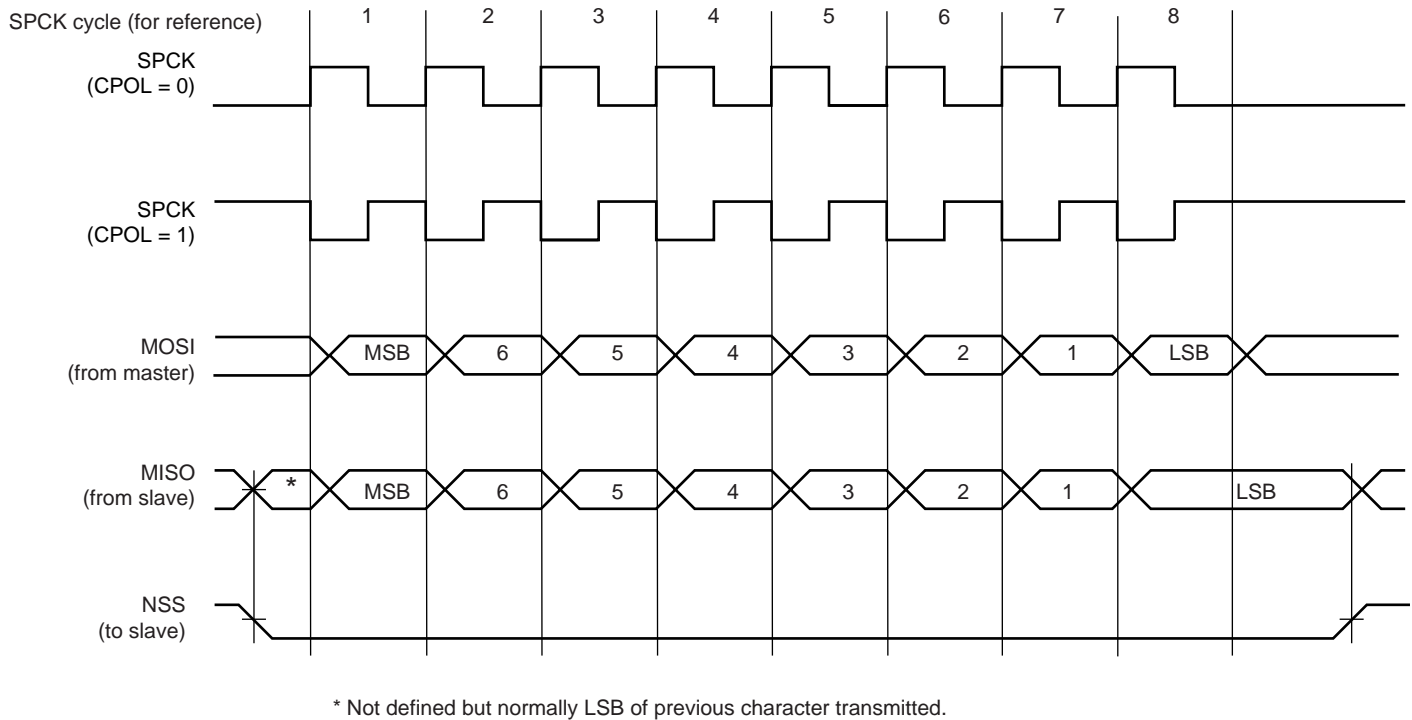 SPCK cycle (for reference)
1 2 3 4 5 6 7 8
SPCK
(CPOL = 0)
SPCK
(CPOL = 1)
MOSI
(from master)
MSB 6 5 4 3 2 1 LSB
MISO
(from slave)
* MSB 6 5 4 3 2 1 LSB
NSS
(to slave)
* Not defined but normally LSB of previous character transmitted.